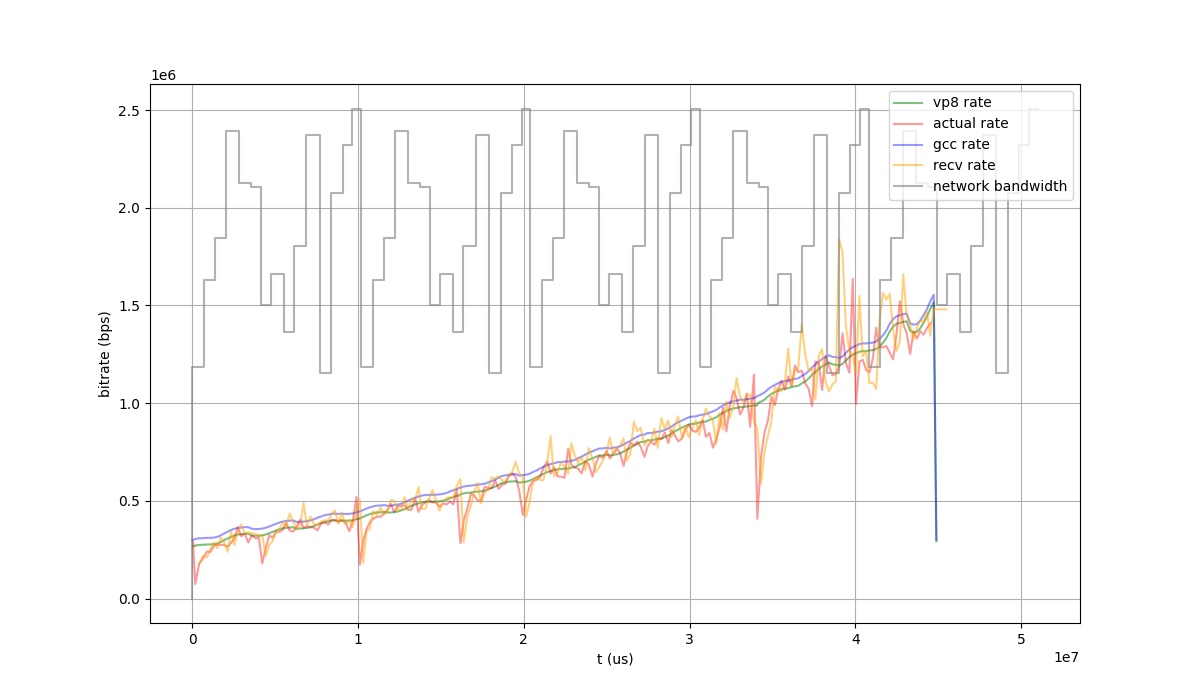 1e6
2.5
2.0
1.5
1.0
0.5
0.0
bitrate (bps)
vp8 rate
actual rate
gcc rate
recv rate
network bandwidth
0
1
2
3
4
5
t (us)
1e7